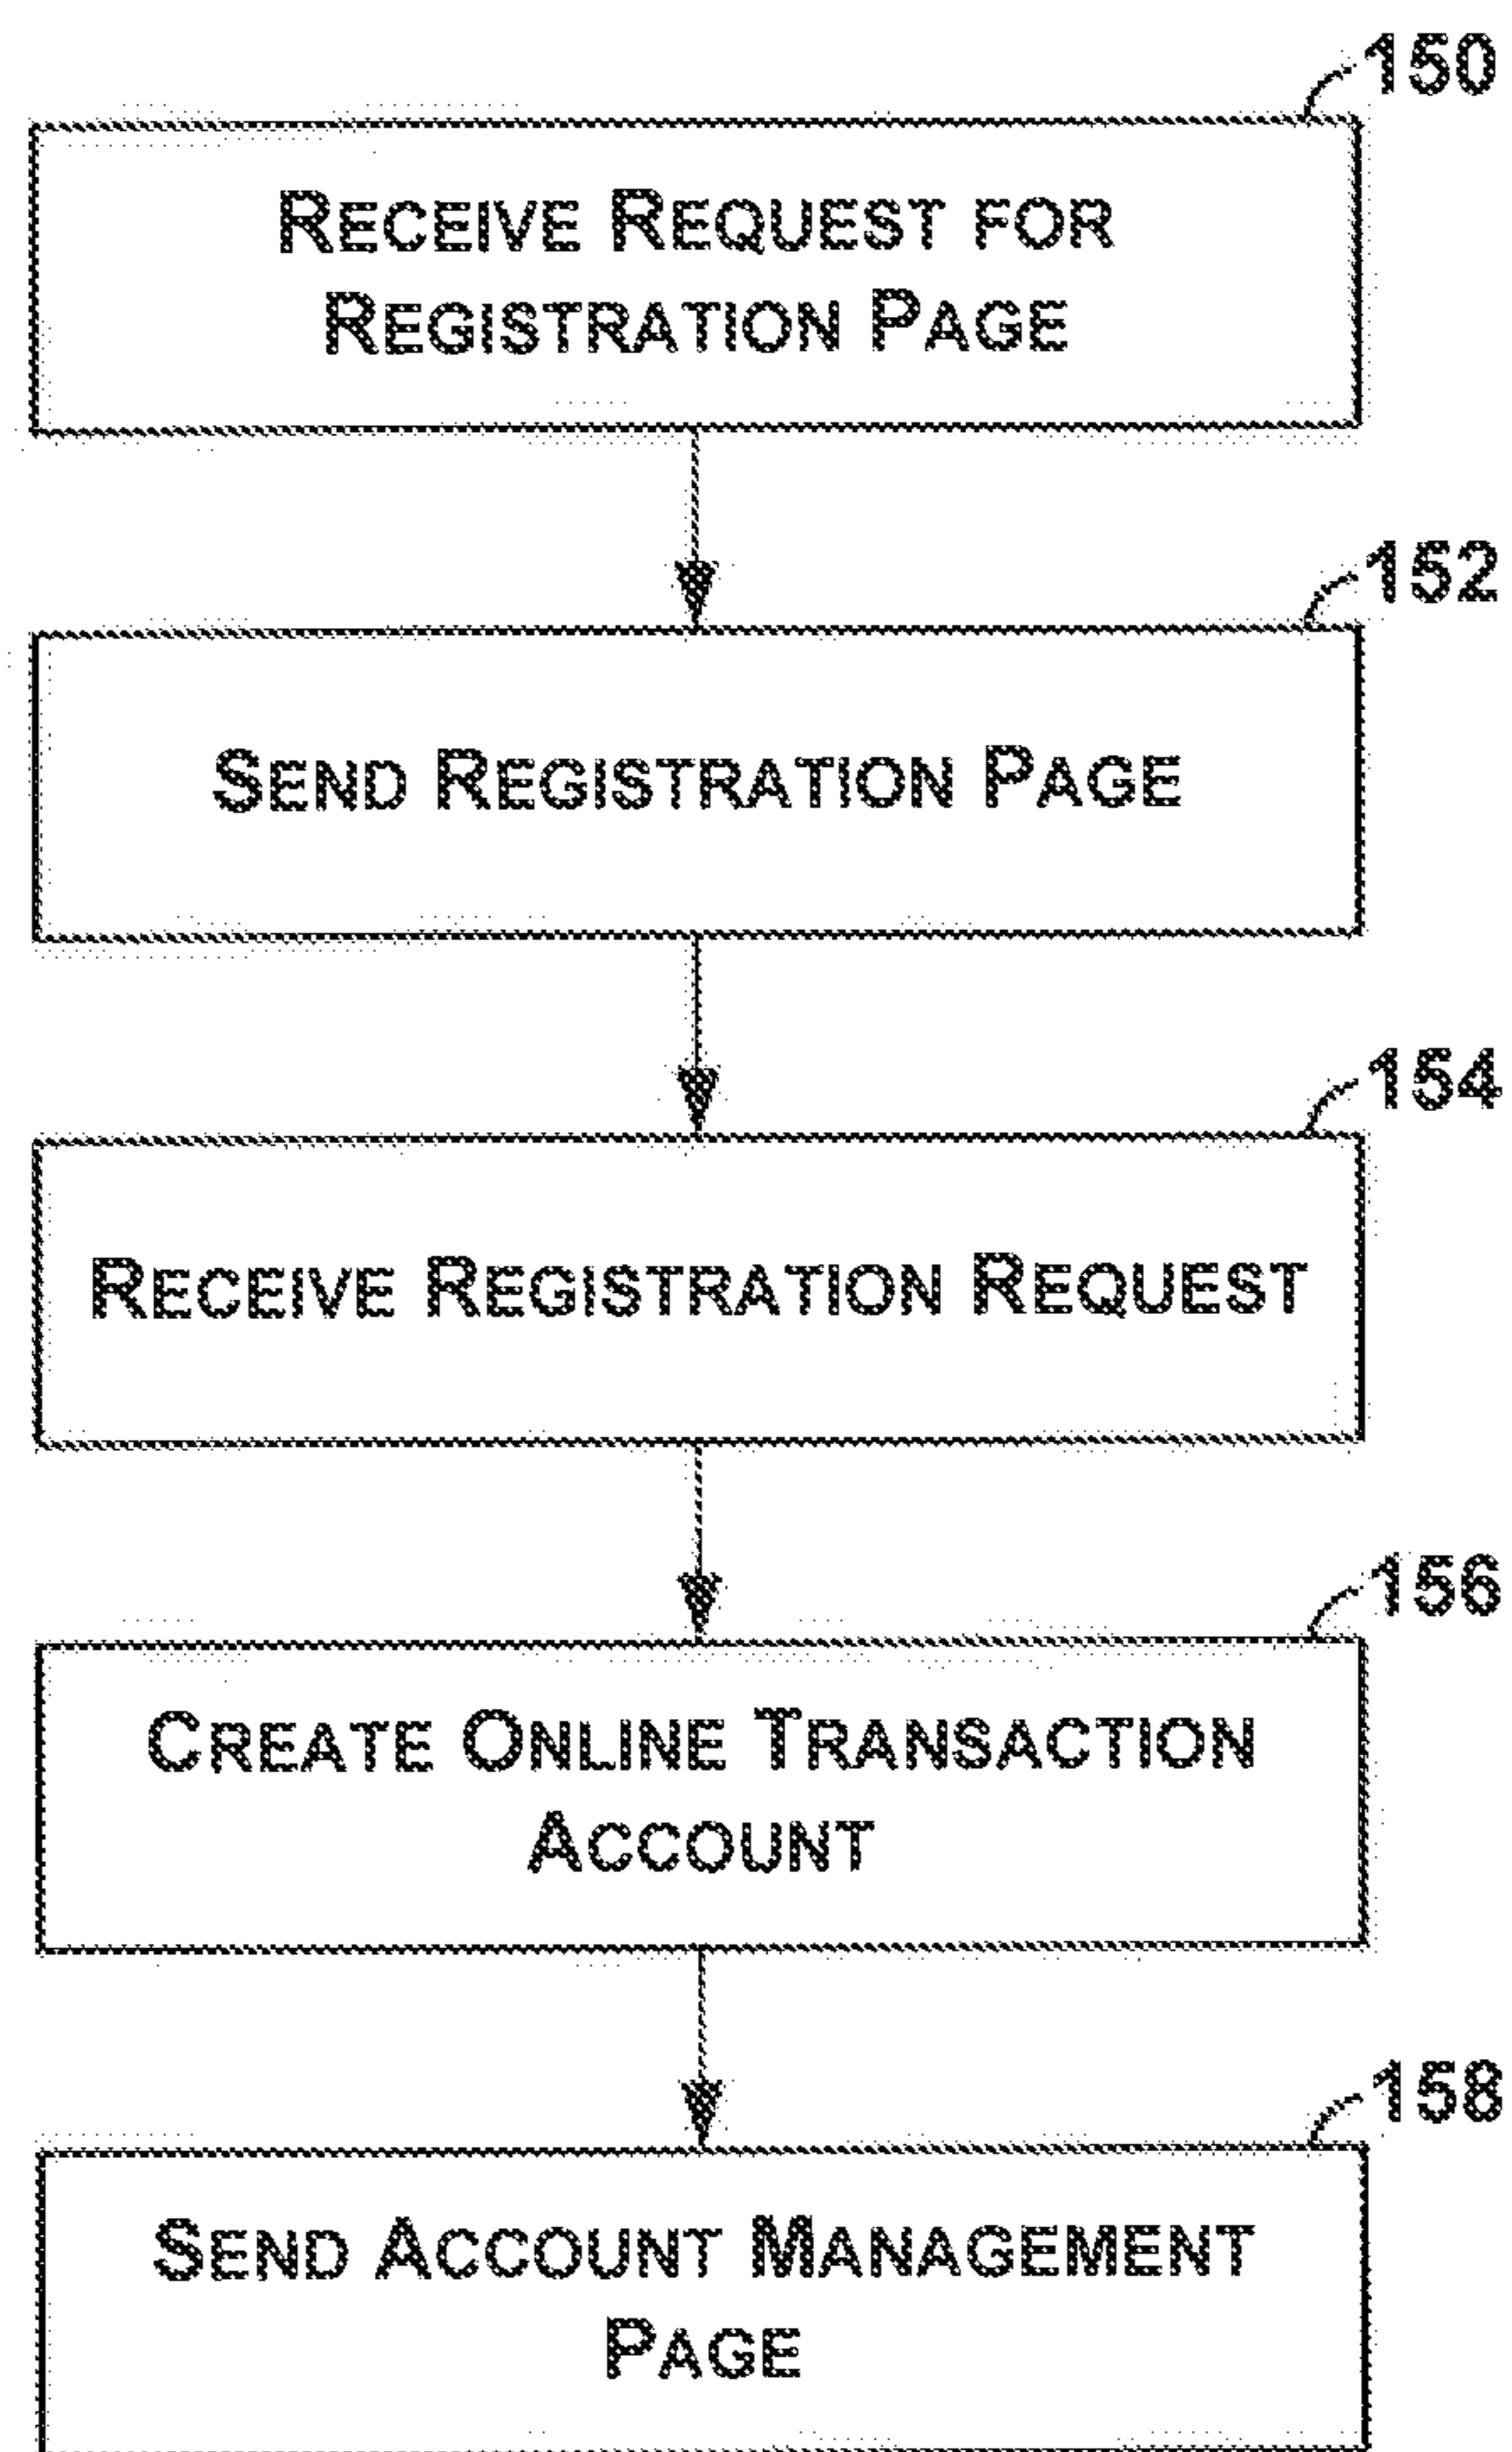 150
RECEIVE REQUEST FOR
REGISTRATION PAGE
152
SEND REGISTRATION PAGE
154
RECEIVE REGISTRATION REQUEST
156
CREATE ONLINE TRANSACTION
ACCOUNT
158
SEND ACCOUNT MANAGEMENT
PAGE